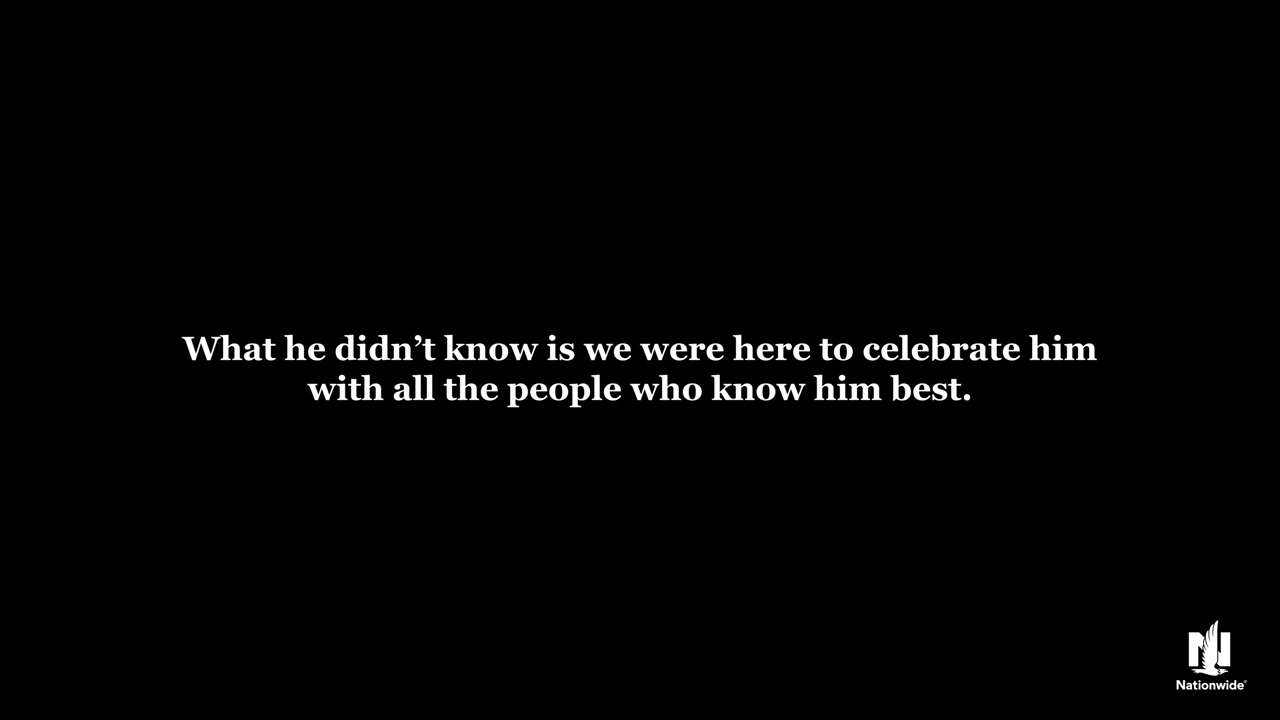 What he didn’t know is we were here to celebrate him
with all the people who know him best.
Nationwide®